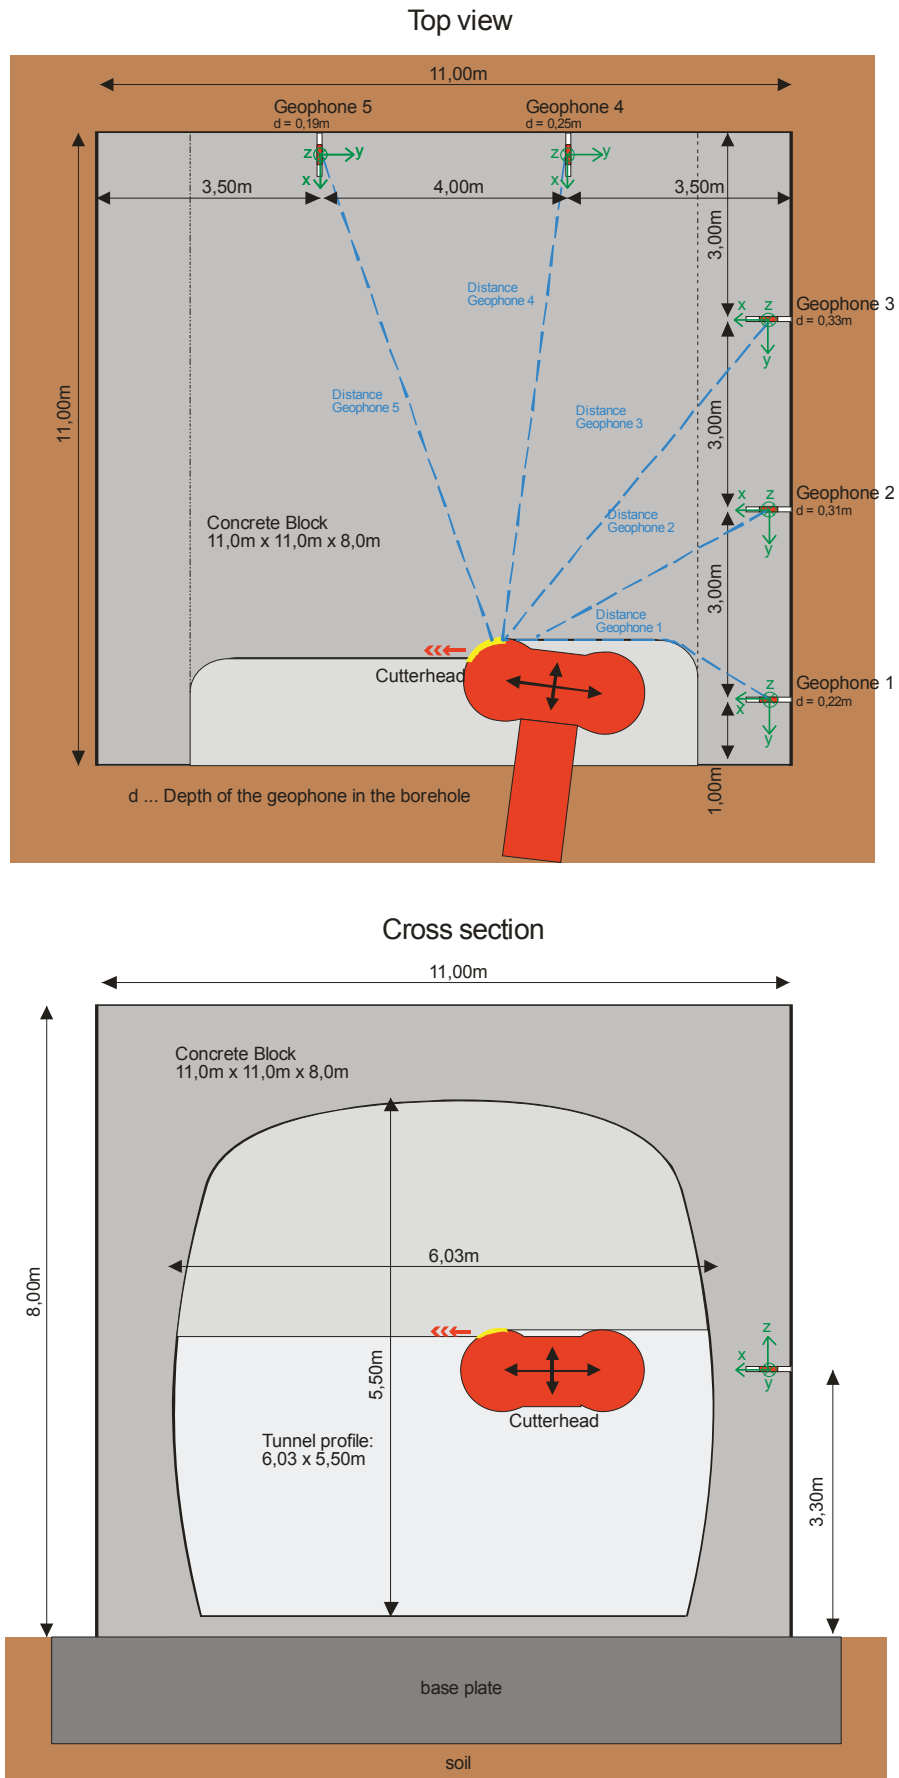 Top view
11,00m
Geophone 5
d = 0,19m
Geophone 4
d = 0,25m
z
y
x
z
y
x
3,50m
4,00m
3,50m
3,00m
Distance
Geophone 4
x
z
Geophone 3
d = 0,33m
y
11,00m
Distance
Geophone 5
Distance
Geophone 3
3,00m
x
z
Geophone 2
d = 0,31m
y
Concrete Block
11,0m x 11,0m x 8,0m
Distance
Geophone 2
3,00m
Distance
Geophone 1
Cutterhead
z
Geophone 1
d = 0,22m
x
y
1,00m
d ... Depth of the geophone in the borehole
Cross section
11,00m
Concrete Block
11,0m x 11,0m x 8,0m
8,00m
6,03m
z
x
y
5,50m
Cutterhead
Tunnel profile:
6,03 x 5,50m
3,30m
base plate
soil